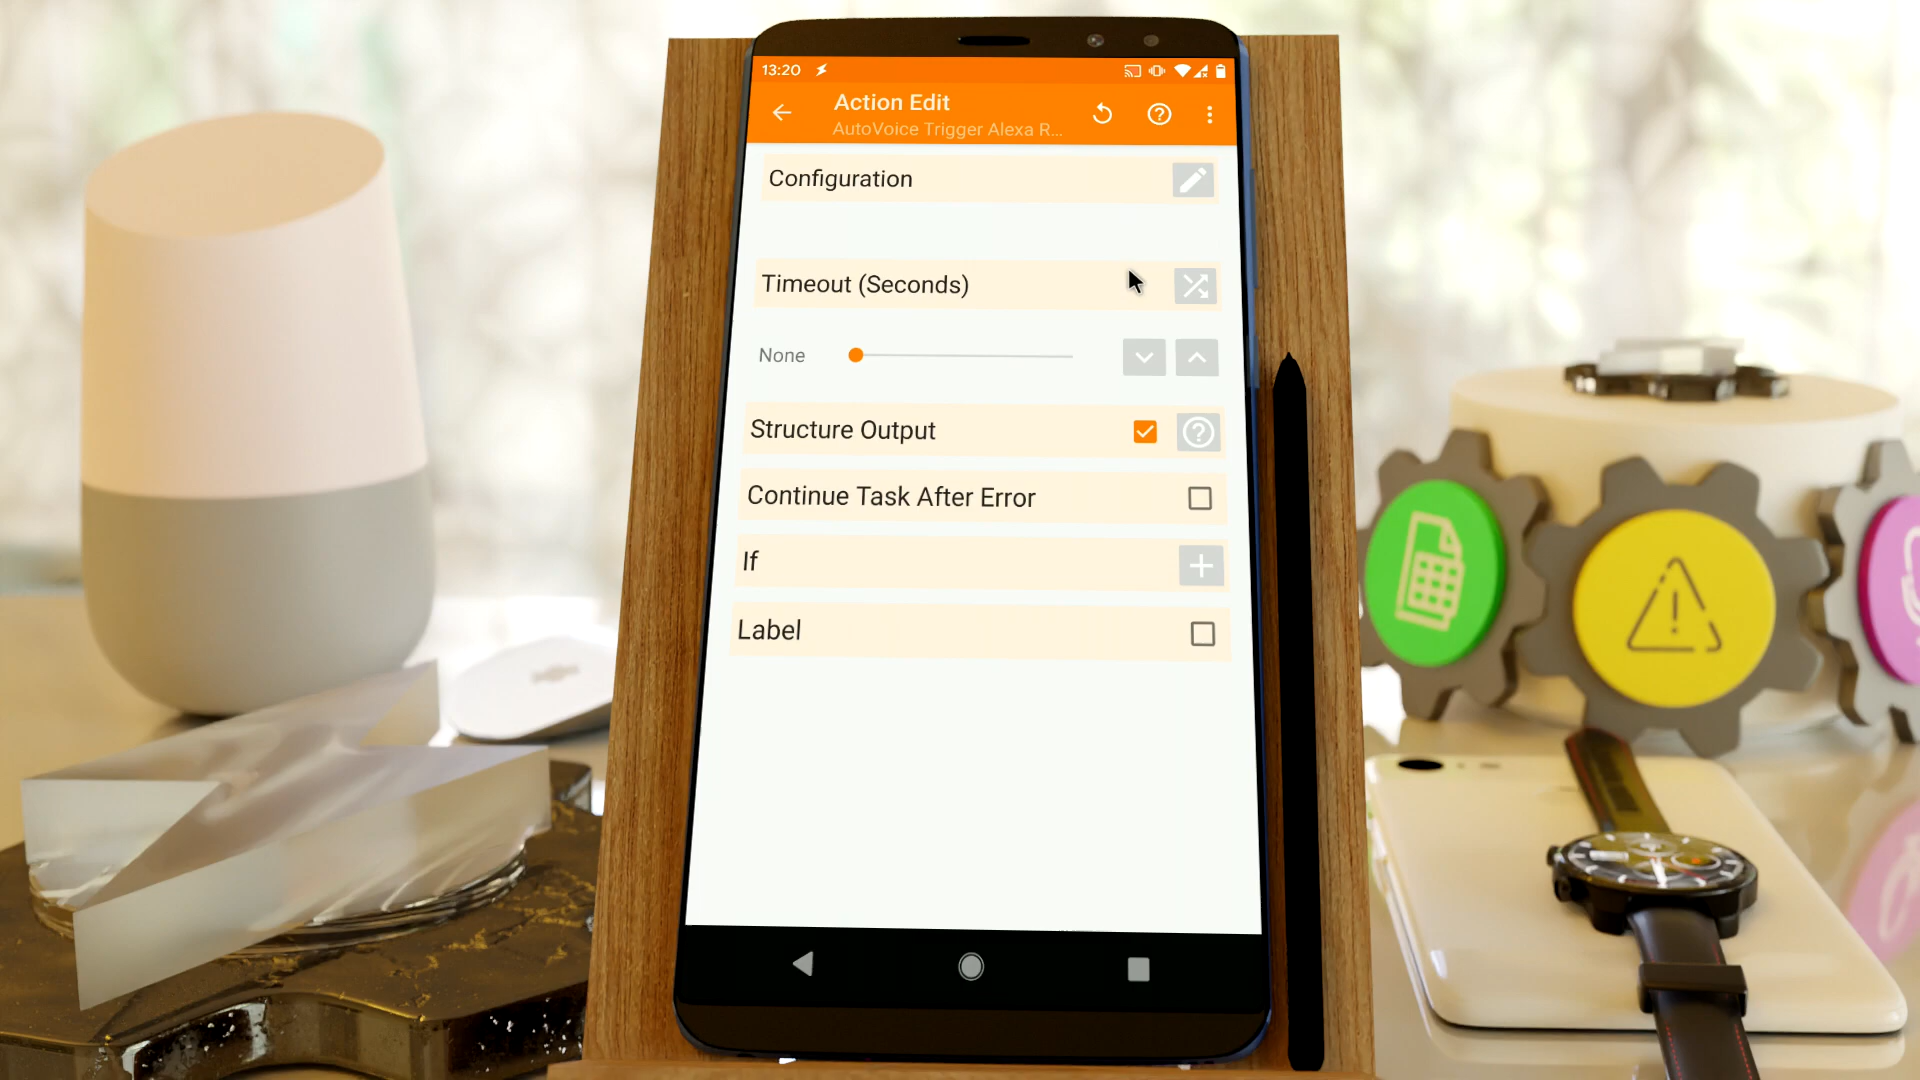 13:20
Action Edit
AutoVoice Trigger Alexa R...
Configuration
Timeout (Seconds)
None
Structure Output
Continue Task After Error
If
Label